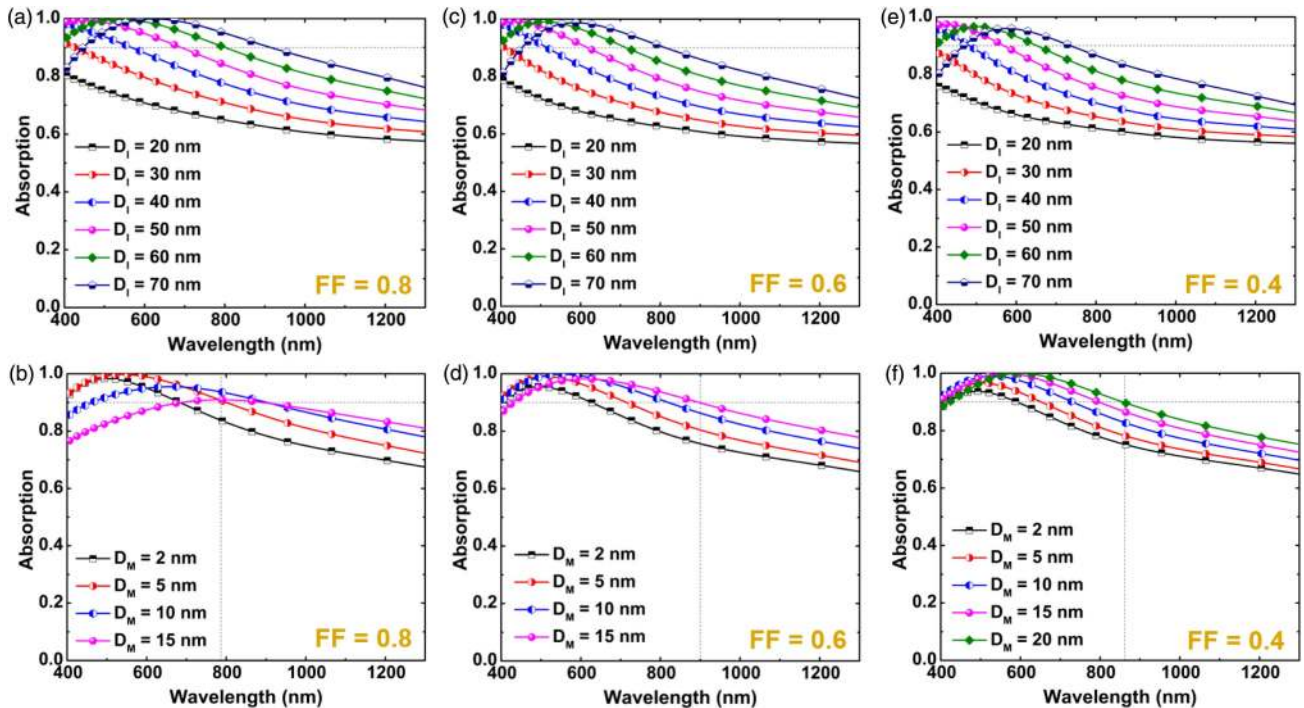 (a)
1.0
0.8
0.6
0.4
0.2
0.0
Absorption
D_I = 20 nm
D_I = 30 nm
D_I = 40 nm
D_I = 50 nm
D_I = 60 nm
D_I = 70 nm
FF = 0.8
400 600 800 1000 1200
Wavelength (nm)
(c)
1.0
0.8
0.6
0.4
0.2
0.0
Absorption
D_I = 20 nm
D_I = 30 nm
D_I = 40 nm
D_I = 50 nm
D_I = 60 nm
D_I = 70 nm
FF = 0.6
400 600 800 1000 1200
Wavelength (nm)
(e)
1.0
0.8
0.6
0.4
0.2
0.0
Absorption
D_I = 20 nm
D_I = 30 nm
D_I = 40 nm
D_I = 50 nm
D_I = 60 nm
D_I = 70 nm
FF = 0.4
400 600 800 1000 1200
Wavelength (nm)
(b)
1.0
0.8
0.6
0.4
0.2
0.0
Absorption
D_M = 2 nm
D_M = 5 nm
D_M = 10 nm
D_M = 15 nm
FF = 0.8
400 600 800 1000 1200
Wavelength (nm)
(d)
1.0
0.8
0.6
0.4
0.2
0.0
Absorption
D_M = 2 nm
D_M = 5 nm
D_M = 10 nm
D_M = 15 nm
FF = 0.6
400 600 800 1000 1200
Wavelength (nm)
(f)
1.0
0.8
0.6
0.4
0.2
0.0
Absorption
D_M = 2 nm
D_M = 5 nm
D_M = 10 nm
D_M = 15 nm
D_M = 20 nm
FF = 0.4
400 600 800 1000 1200
Wavelength (nm)